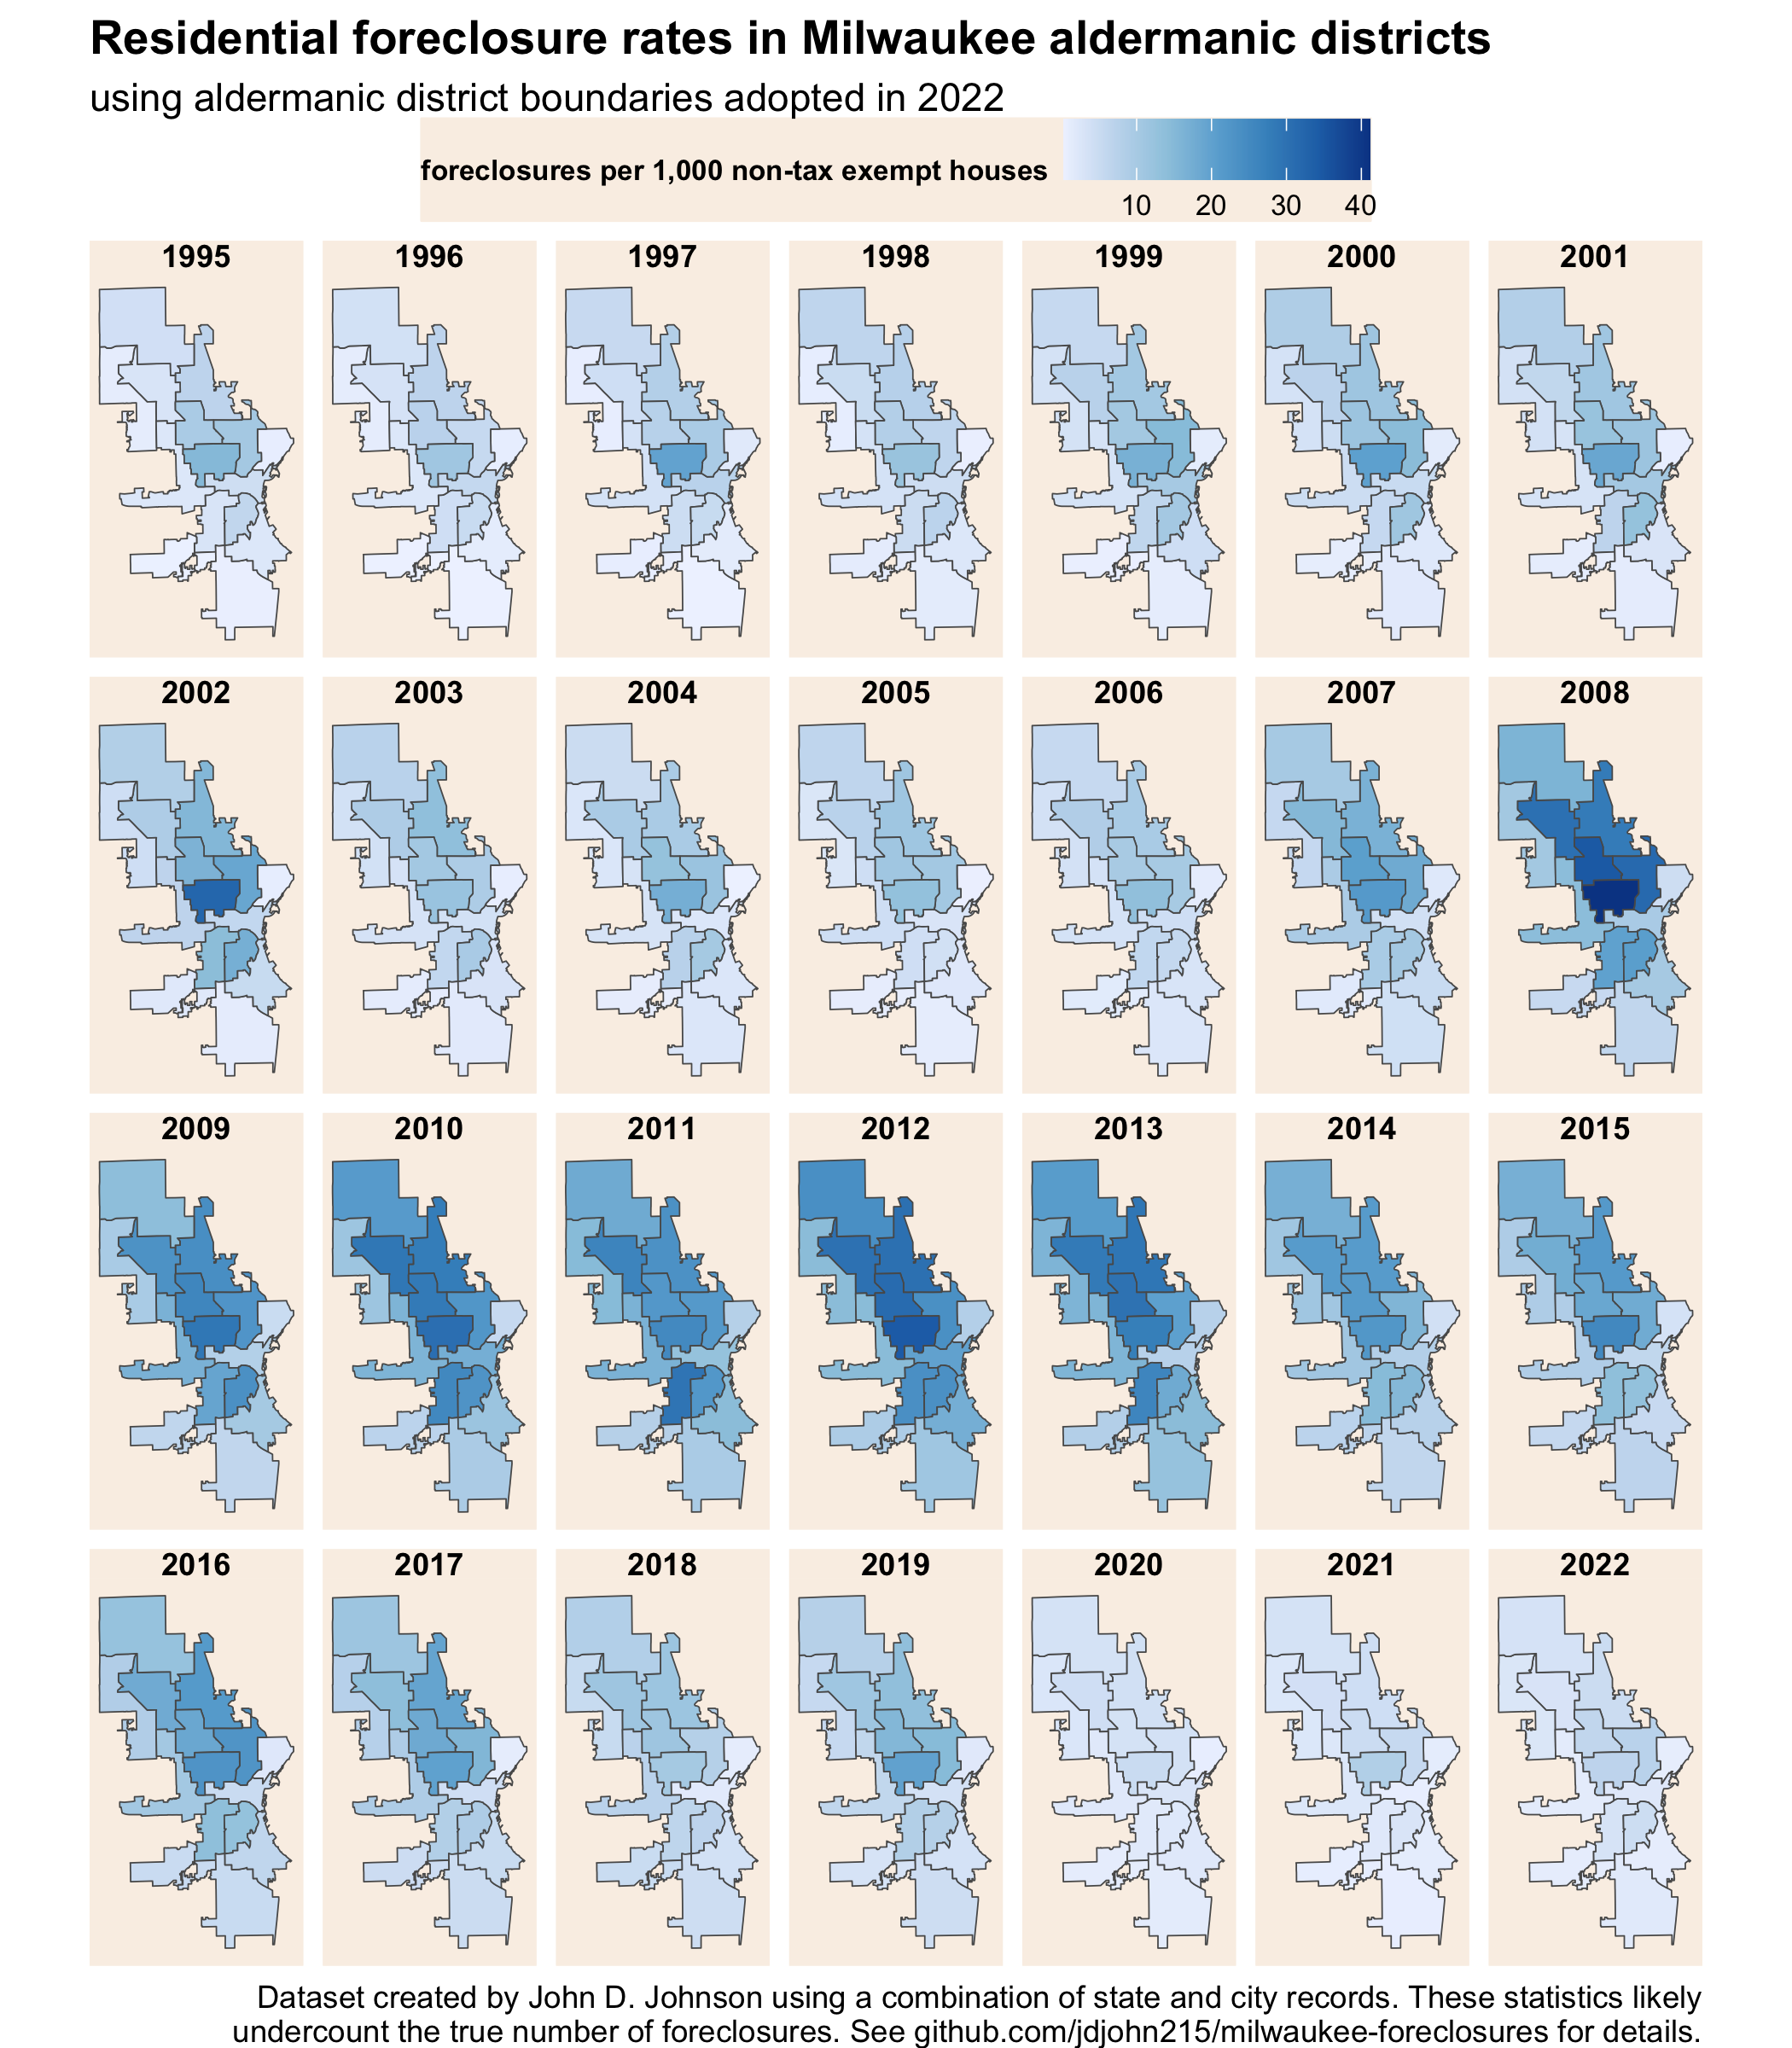 Residential foreclosure rates in Milwaukee aldermanic districts
using aldermanic district boundaries adopted in 2022
foreclosures per 1,000 non-tax exempt houses
10 20 30 40
1995 1996 1997 1998 1999 2000 2001
2002 2003 2004 2005 2006 2007 2008
2009 2010 2011 2012 2013 2014 2015
2016 2017 2018 2019 2020 2021 2022
Dataset created by John D. Johnson using a combination of state and city records. These statistics likely
undercount the true number of foreclosures. See github.com/jdjohn215/milwaukee-foreclosures for details.